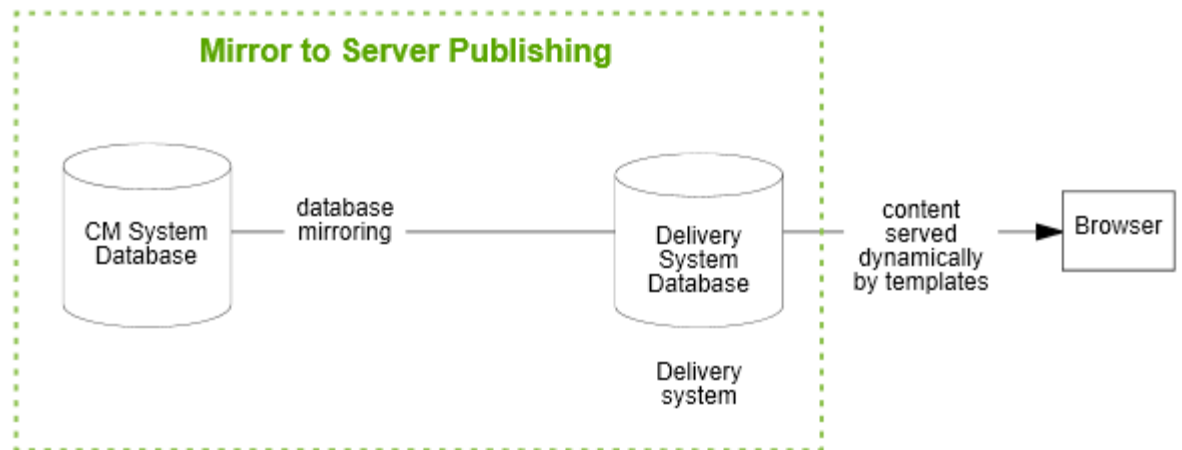 Mirror to Server Publishing
CM System
Database
database
mirroring
Delivery
System
Database
content
served
dynamically
by templates
Browser
Delivery
system